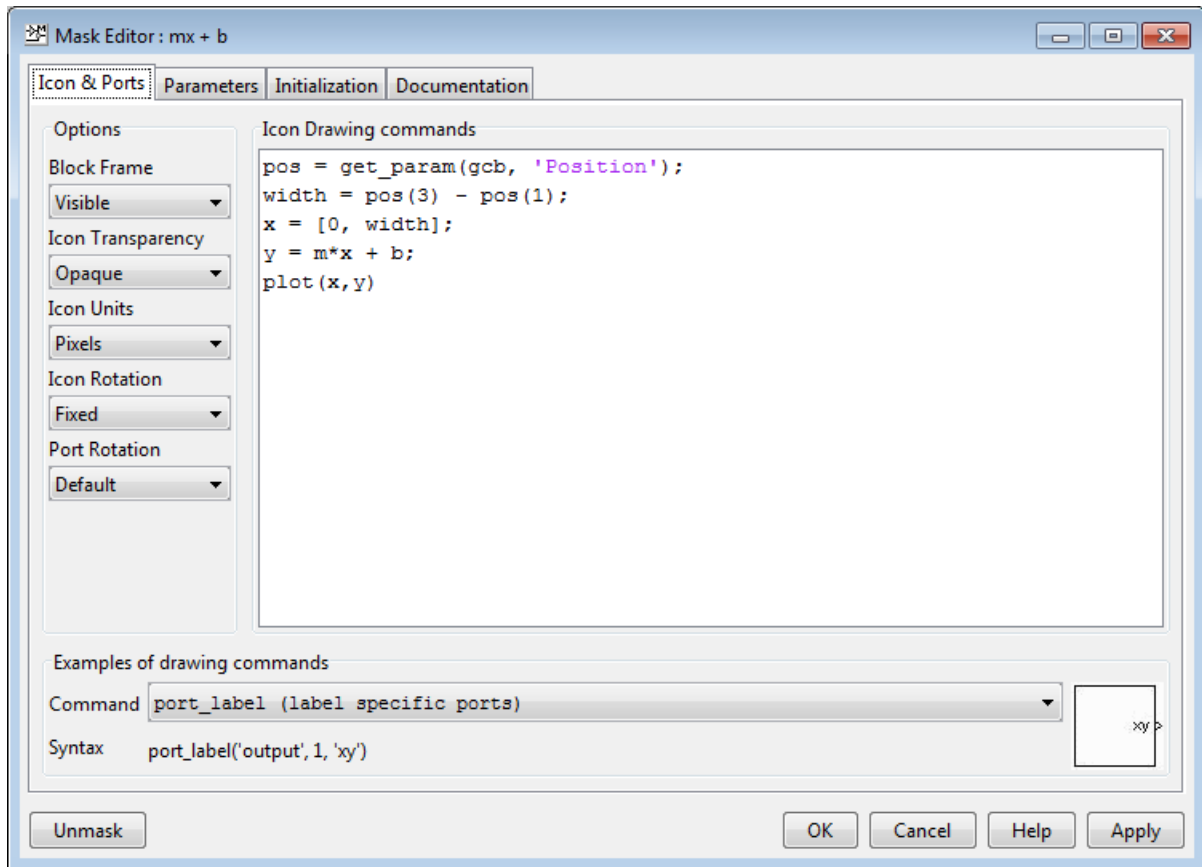 Mask Editor : mx + b
Icon & Ports Parameters Initialization Documentation
Options
Block Frame
Visible
Icon Transparency
Opaque
Icon Units
Pixels
Icon Rotation
Fixed
Port Rotation
Default
Icon Drawing commands
pos = get_param(gcb, 'Position');
width = pos(3) - pos(1);
x = [0, width];
y = m*x + b;
plot(x,y)
Examples of drawing commands
Command port_label (label specific ports)
Syntax port_label('output', 1, 'xy')
xy
Unmask OK Cancel Help Apply